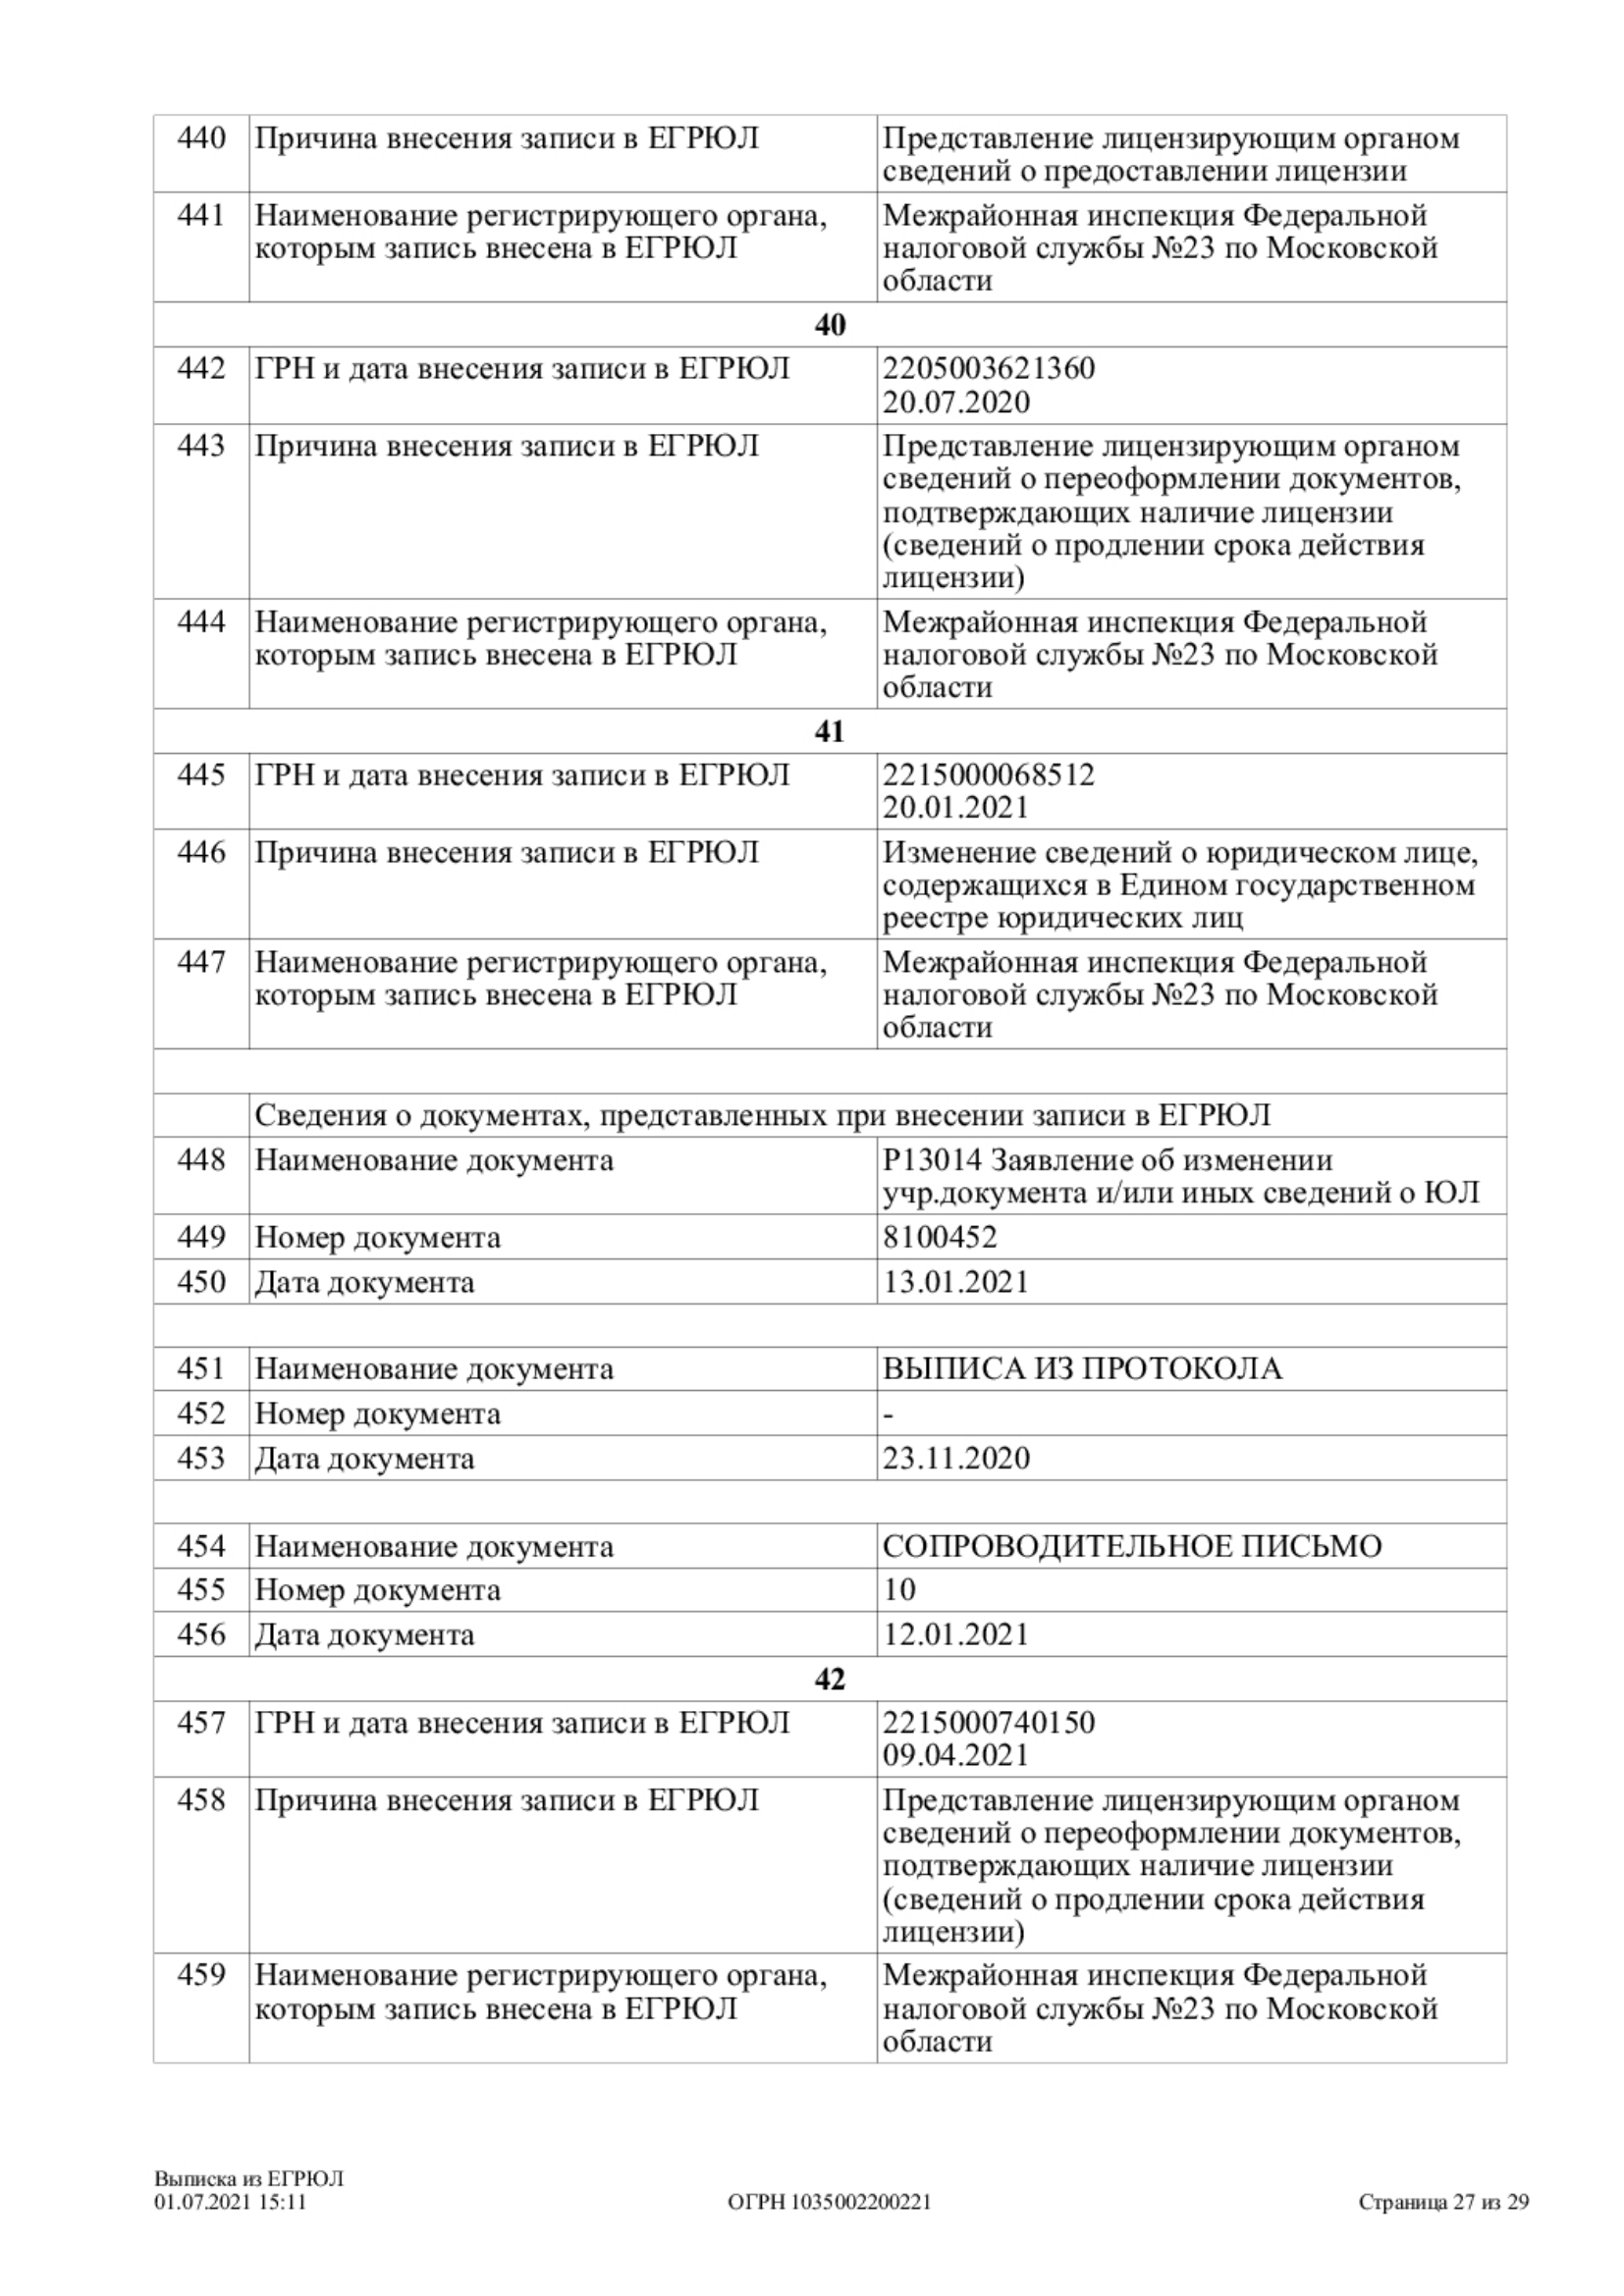 440 Причина внесения записи в ЕГРЮЛ Представление лицензирующим органом
сведений о предоставлении лицензии
441 Наименование регистрирующего органа, Межрайонная инспекция Федеральной
которым запись внесена в ЕГРЮЛ налоговой службы №23 по Московской
области
40
442 ГРН и дата внесения записи в ЕГРЮЛ 2205003621360
20.07.2020
443 Причина внесения записи в ЕГРЮЛ Представление лицензирующим органом
сведений о переоформлении документов,
подтверждающих наличие лицензии
(сведений о продлении срока действия
лицензии)
444 Наименование регистрирующего органа, Межрайонная инспекция Федеральной
которым запись внесена в ЕГРЮЛ налоговой службы №23 по Московской
области
41
445 ГРН и дата внесения записи в ЕГРЮЛ 2215000068512
20.01.2021
446 Причина внесения записи в ЕГРЮЛ Изменение сведений о юридическом лице,
содержащихся в Едином государственном
реестре юридических лиц
447 Наименование регистрирующего органа, Межрайонная инспекция Федеральной
которым запись внесена в ЕГРЮЛ налоговой службы №23 по Московской
области
Сведения о документах, представленных при внесении записи в ЕГРЮЛ
448 Наименование документа Р13014 Заявление об изменении
учр.документа и/или иных сведений о ЮЛ
449 Номер документа 8100452
450 Дата документа 13.01.2021
451 Наименование документа ВЫПИСА ИЗ ПРОТОКОЛА
452 Номер документа -
453 Дата документа 23.11.2020
454 Наименование документа СОПРОВОДИТЕЛЬНОЕ ПИСЬМО
455 Номер документа 10
456 Дата документа 12.01.2021
42
457 ГРН и дата внесения записи в ЕГРЮЛ 2215000740150
09.04.2021
458 Причина внесения записи в ЕГРЮЛ Представление лицензирующим органом
сведений о переоформлении документов,
подтверждающих наличие лицензии
(сведений о продлении срока действия
лицензии)
459 Наименование регистрирующего органа, Межрайонная инспекция Федеральной
которым запись внесена в ЕГРЮЛ налоговой службы №23 по Московской
области
Выписка из ЕГРЮЛ
01.07.2021 15:11 ОГРН 1035002200221 Страница 27 из 29